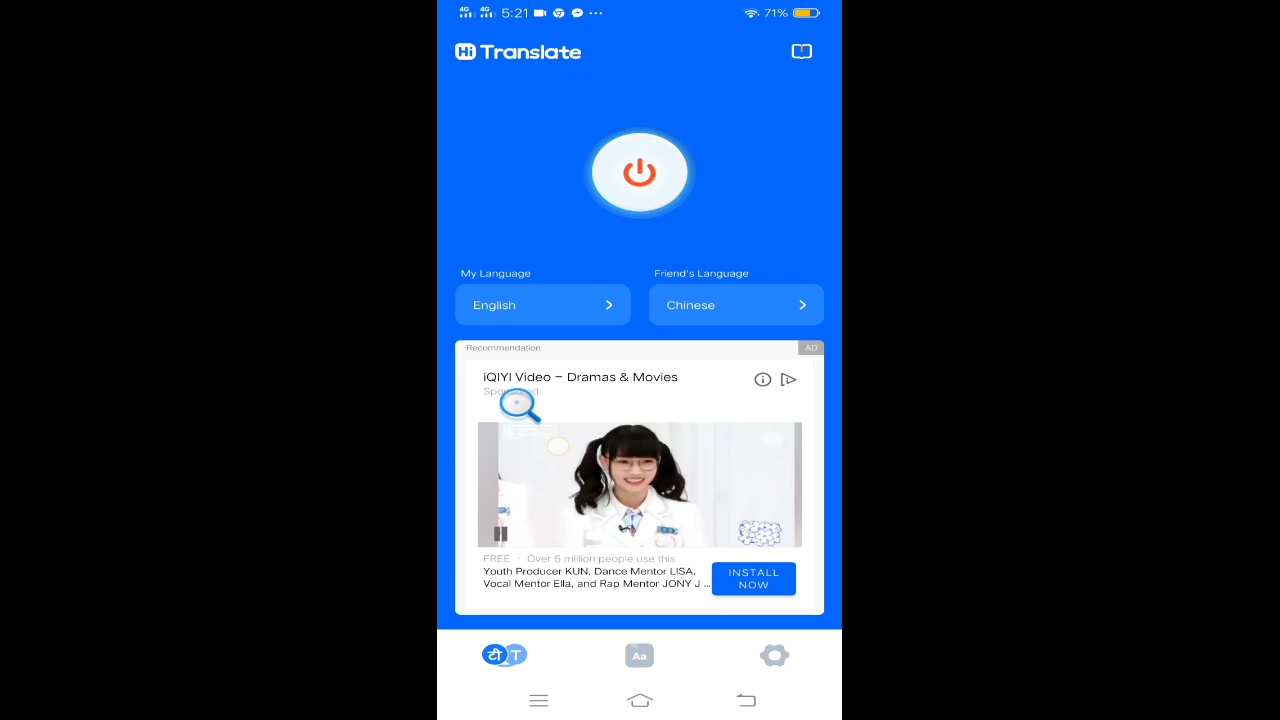 4G 4G 5:21 71%
Hi Translate
My Language Friend's Language
English Chinese
Recommendation AD
iQIYI Video – Dramas & Movies
FREE - Over 5 million people use this
Youth Producer KUN, Dance Mentor LISA,
Vocal Mentor Ella, and Rap Mentor JONY J ...
INSTALL
NOW
टी T
Aa